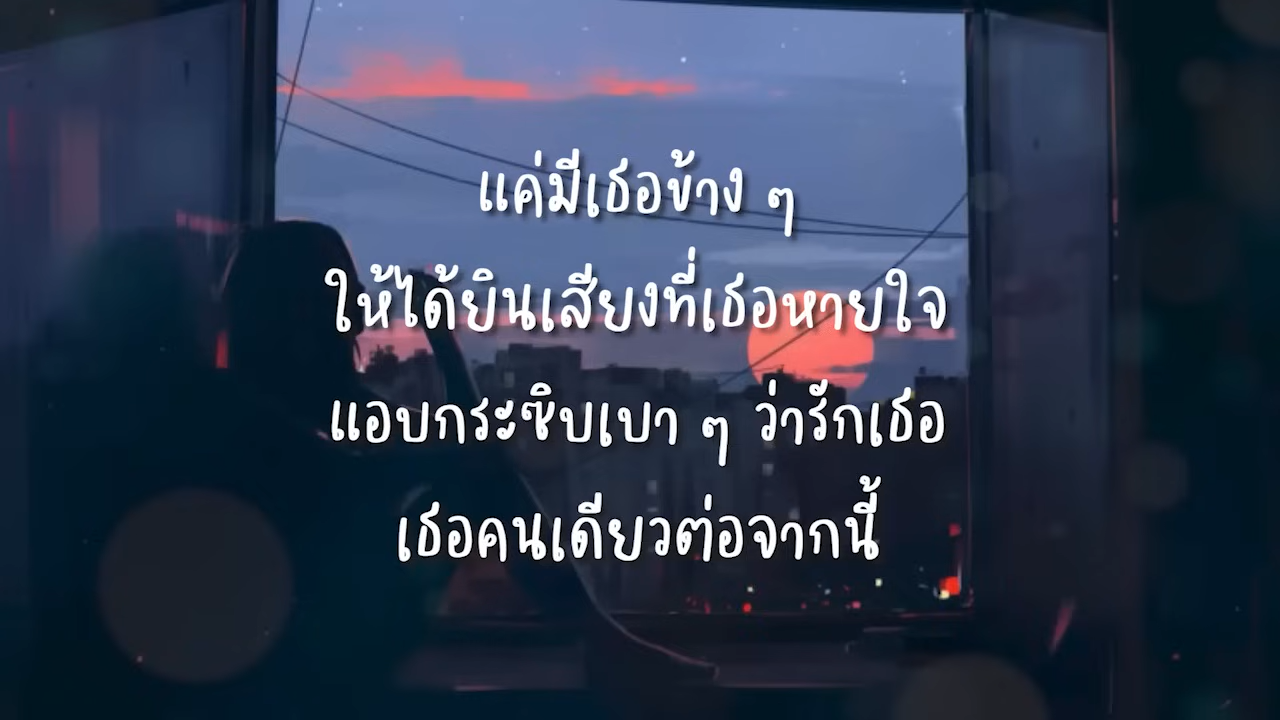 แค่มีเธอข้าง ๆ
ให้ได้ยินเสียงที่เธอหายใจ
แอบกระซิบเบา ๆ ว่ารักเธอ
เธอคนเดียวต่อจากนี้